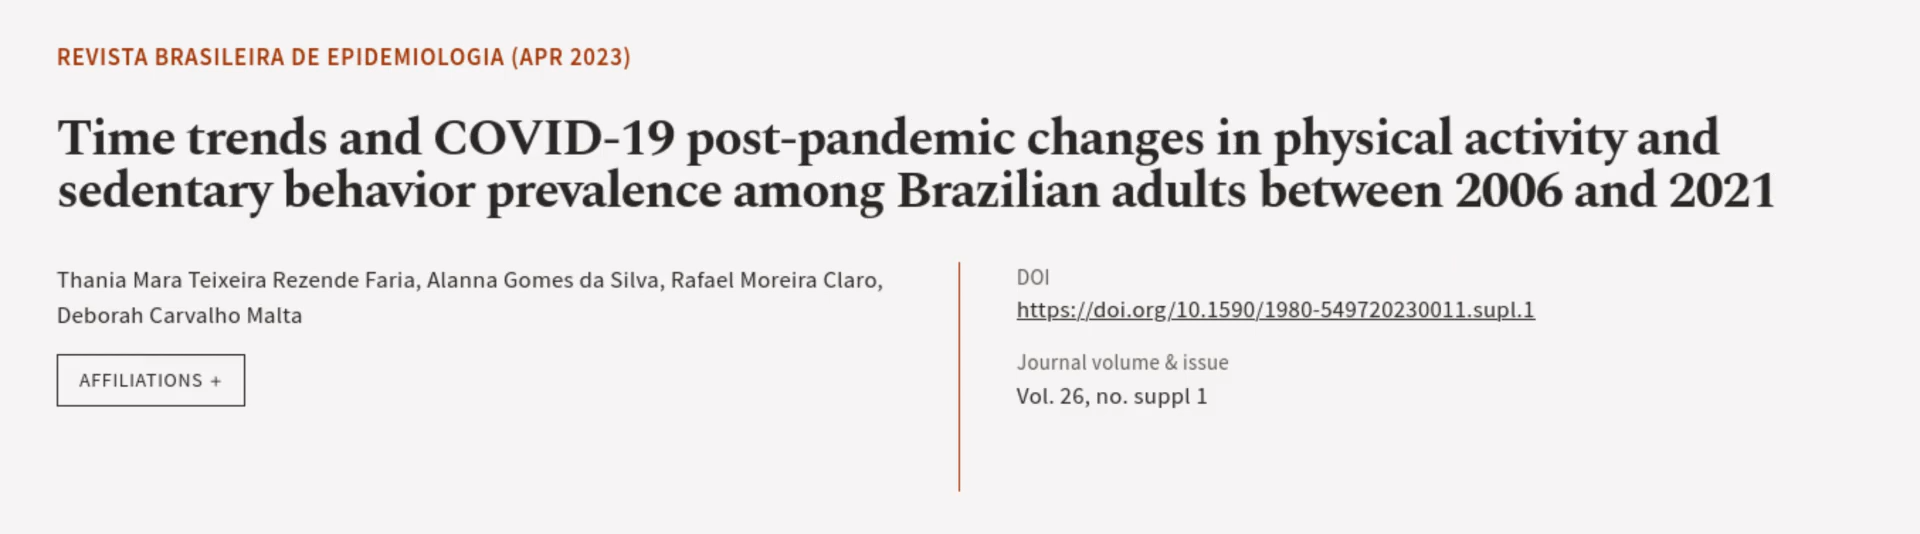 REVISTA BRASILEIRA DE EPIDEMIOLOGIA (APR 2023)
Time trends and COVID-19 post-pandemic changes in physical activity and
sedentary behavior prevalence among Brazilian adults between 2006 and 2021
Thania Mara Teixeira Rezende Faria, Alanna Gomes da Silva, Rafael Moreira Claro,
Deborah Carvalho Malta
AFFILIATIONS +
DOI
https://doi.org/10.1590/1980-549720230011.supl.1
Journal volume & issue
Vol. 26, no. suppl 1